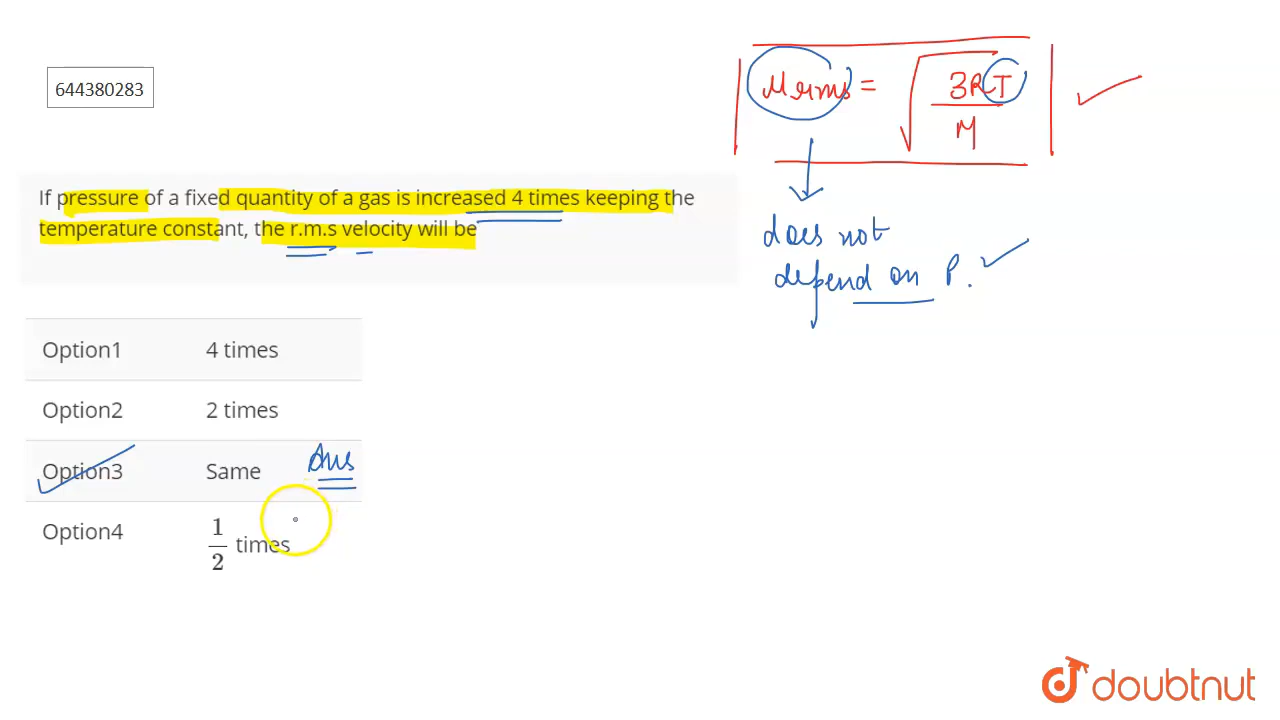 644380283
μrms = √3RT/M
If pressure of a fixed quantity of a gas is increased 4 times keeping the
temperature constant, the r.m.s velocity will be
does not
depend on P.
Option1 4 times
Option2 2 times
Option3 Same Ans
Option4 1/2 times
doubtnut